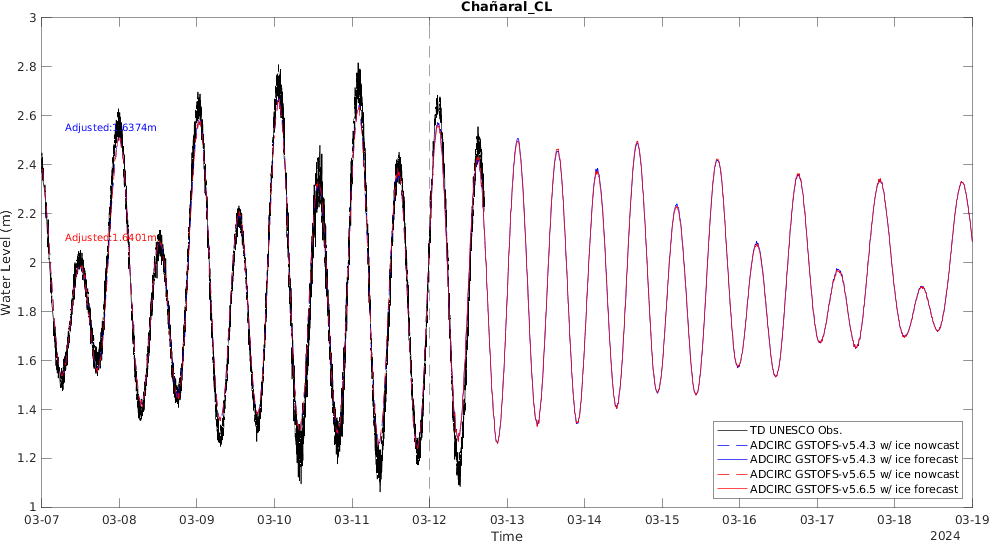 Chañaral_CL
Water Level (m)
3
2.8
2.6
2.4
2.2
2
1.8
1.6
1.4
1.2
1
Adjusted:1.6374m
Adjusted:1.6401m
TD UNESCO Obs.
ADCIRC GSTOFS-v5.4.3 w/ ice nowcast
ADCIRC GSTOFS-v5.4.3 w/ ice forecast
ADCIRC GSTOFS-v5.6.5 w/ ice nowcast
ADCIRC GSTOFS-v5.6.5 w/ ice forecast
03-07 03-08 03-09 03-10 03-11 03-12 03-13 03-14 03-15 03-16 03-17 03-18 03-19
Time
2024